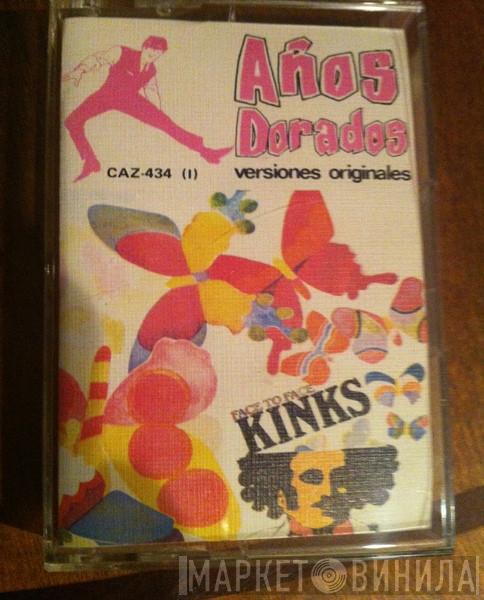 Años
Dorados
CAZ-434 (I) versiones originales
FACE TO FACE
KINKS
МАРКЕТ ВИНИЛА